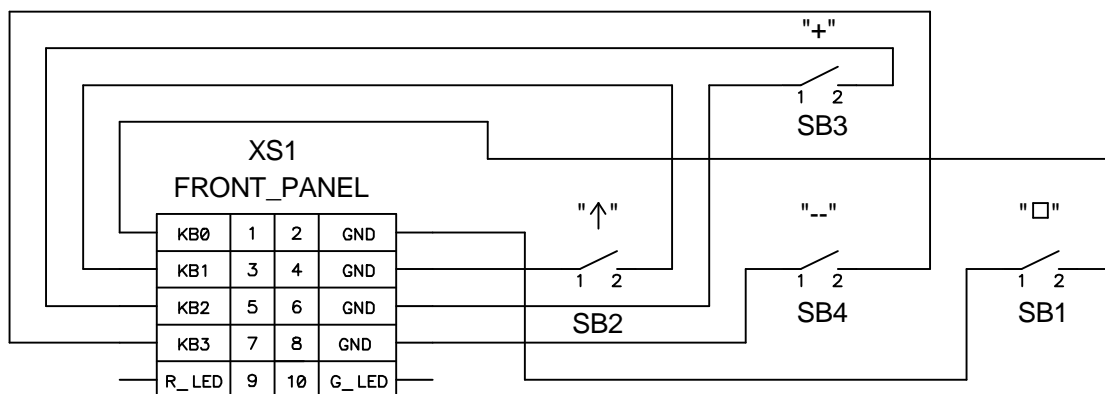 "+"
1 2
SB3
XS1
FRONT_PANEL
"↑"
"--"
"□"
KB0 1 2 GND
KB1 3 4 GND
1 2
1 2
1 2
KB2 5 6 GND
SB2
SB4
SB1
KB3 7 8 GND
R_LED 9 10 G_LED